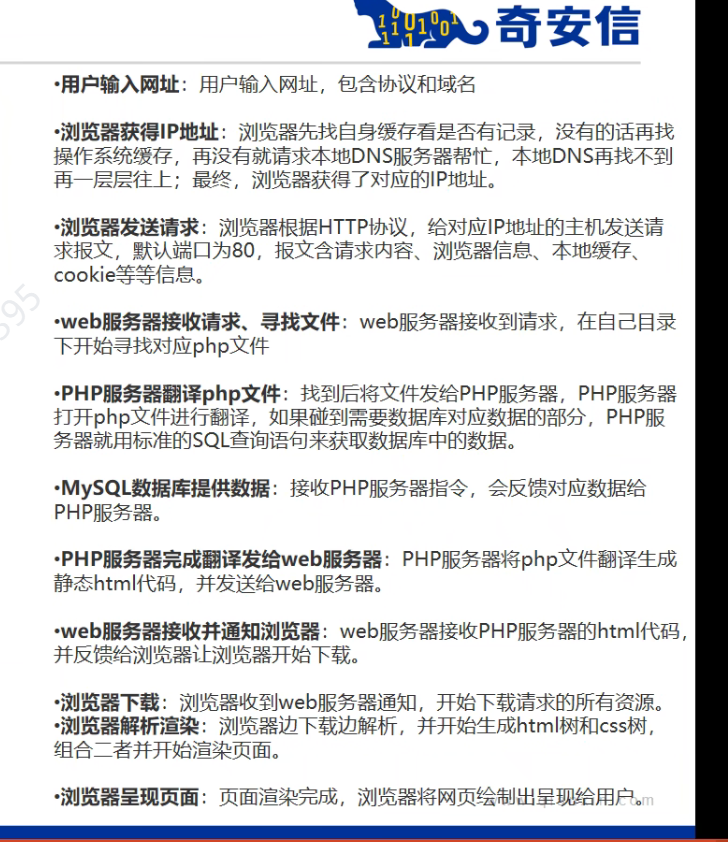 奇安信
•用户输入网址：用户输入网址，包含协议和域名
•浏览器获得IP地址：浏览器先找自身缓存看是否有记录，没有的话再找
操作系统缓存，再没有就请求本地DNS服务器帮忙，本地DNS再找不到
再一层层往上；最终，浏览器获得了对应的IP地址。
•浏览器发送请求：浏览器根据HTTP协议，给对应IP地址的主机发送请
求报文，默认端口为80，报文含请求内容、浏览器信息、本地缓存、
cookie等等信息。
•web服务器接收请求、寻找文件：web服务器接收到请求，在自己目录
下开始寻找对应php文件
•PHP服务器翻译php文件：找到后将文件发给PHP服务器，PHP服务器
打开php文件进行翻译，如果碰到需要数据库对应数据的部分，PHP服
务器就用标准的SQL查询语句来获取数据库中的数据。
•MySQL数据库提供数据：接收PHP服务器指令，会反馈对应数据给
PHP服务器。
•PHP服务器完成翻译发给web服务器：PHP服务器将php文件翻译生成
静态html代码，并发送给web服务器。
•web服务器接收并通知浏览器：web服务器接收PHP服务器的html代码，
并反馈给浏览器让浏览器开始下载。
•浏览器下载：浏览器收到web服务器通知，开始下载请求的所有资源。
•浏览器解析渲染：浏览器边下载边解析，并开始生成html树和css树，
组合二者并开始渲染页面。
•浏览器呈现页面：页面渲染完成，浏览器将网页绘制出呈现给用户。